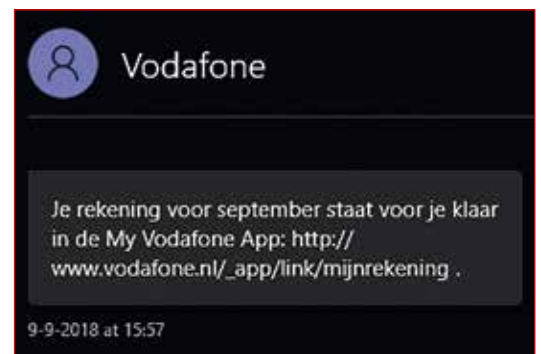 Vodafone
Je rekening voor september staat voor je klaar
in de My Vodafone App: http://
www.vodafone.nl/_app/link/mijnrekening .
9-9-2018 at 15:57